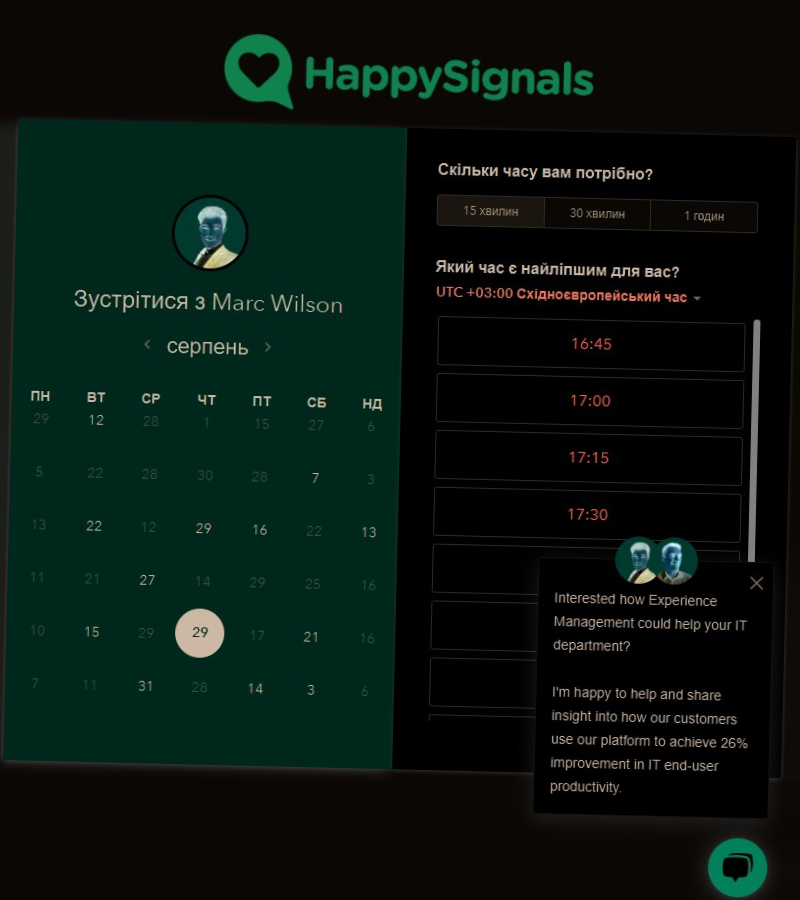 HappySignals
Зустрітися з Marc Wilson
серпень
ПН ВТ СР ЧТ ПТ СБ НД
29 12 28 1 15 27 6
5 22 28 30 28 7 3
13 22 12 29 16 22 13
11 21 27 14 29 25 16
10 15 29 29 17 21 16
7 11 31 28 14 3 6
Скільки часу вам потрібно?
15 хвилин 30 хвилин 1 годин
Який час є найліпшим для вас?
UTC +03:00 Східноєвропейський час
16:45
17:00
17:15
17:30
Interested how Experience
Management could help your IT
department?
I'm happy to help and share
insight into how our customers
use our platform to achieve 26%
improvement in IT end-user
productivity.